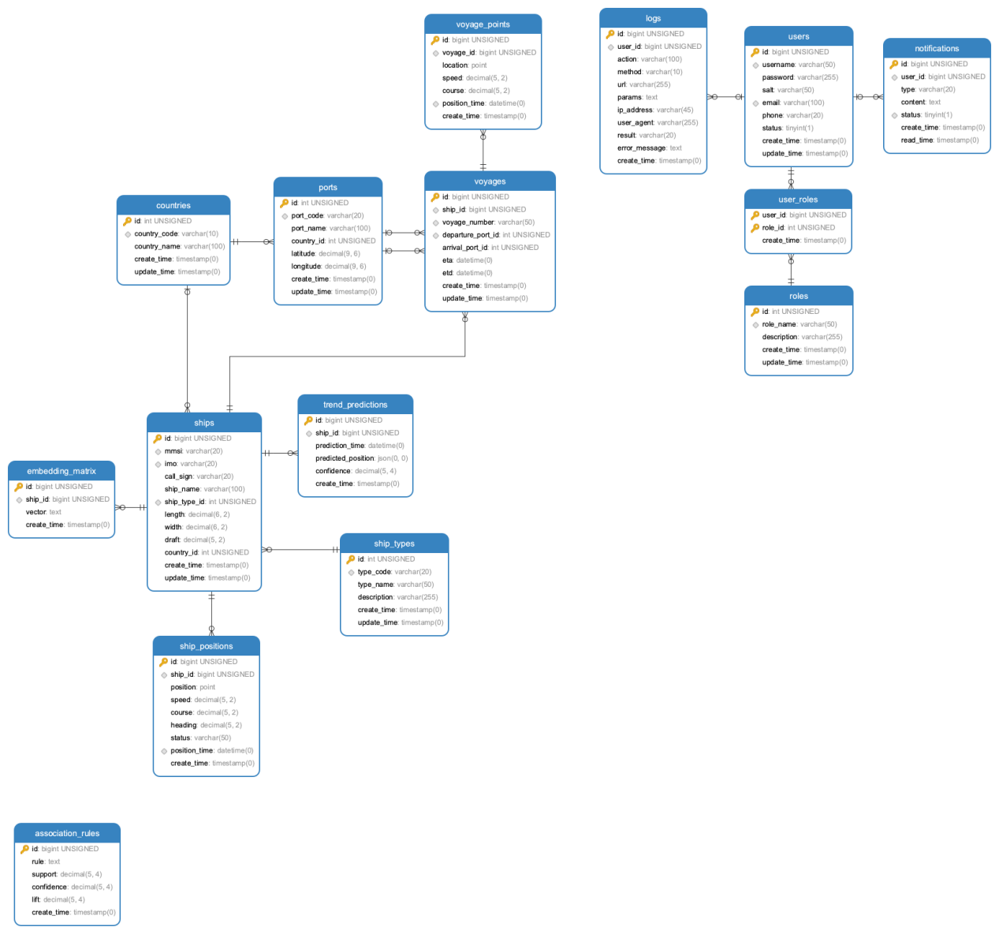 voyage_points
id: bigint UNSIGNED
voyage_id: bigint UNSIGNED
location: point
speed: decimal(5, 2)
course: decimal(5, 2)
position_time: datetime(0)
create_time: timestamp(0)
logs
id: bigint UNSIGNED
user_id: bigint UNSIGNED
action: varchar(100)
method: varchar(10)
url: varchar(255)
params: text
ip_address: varchar(45)
user_agent: varchar(255)
result: varchar(20)
error_message: text
create_time: timestamp(0)
users
id: bigint UNSIGNED
username: varchar(50)
password: varchar(255)
salt: varchar(50)
email: varchar(100)
phone: varchar(20)
status: tinyint(1)
create_time: timestamp(0)
update_time: timestamp(0)
notifications
id: bigint UNSIGNED
user_id: bigint UNSIGNED
type: varchar(20)
content: text
status: tinyint(1)
create_time: timestamp(0)
read_time: timestamp(0)
countries
id: int UNSIGNED
country_code: varchar(10)
country_name: varchar(100)
create_time: timestamp(0)
update_time: timestamp(0)
ports
id: int UNSIGNED
port_code: varchar(20)
port_name: varchar(100)
country_id: int UNSIGNED
latitude: decimal(9, 6)
longitude: decimal(9, 6)
create_time: timestamp(0)
update_time: timestamp(0)
voyages
id: bigint UNSIGNED
ship_id: bigint UNSIGNED
voyage_number: varchar(50)
departure_port_id: int UNSIGNED
arrival_port_id: int UNSIGNED
eta: datetime(0)
etd: datetime(0)
create_time: timestamp(0)
update_time: timestamp(0)
user_roles
user_id: bigint UNSIGNED
role_id: int UNSIGNED
create_time: timestamp(0)
roles
id: int UNSIGNED
role_name: varchar(50)
description: varchar(255)
create_time: timestamp(0)
update_time: timestamp(0)
ships
id: bigint UNSIGNED
mmsi: varchar(20)
imo: varchar(20)
call_sign: varchar(20)
ship_name: varchar(100)
ship_type_id: int UNSIGNED
length: decimal(6, 2)
width: decimal(6, 2)
draft: decimal(5, 2)
country_id: int UNSIGNED
create_time: timestamp(0)
update_time: timestamp(0)
trend_predictions
id: bigint UNSIGNED
ship_id: bigint UNSIGNED
prediction_time: datetime(0)
predicted_position: json(0, 0)
confidence: decimal(5, 4)
create_time: timestamp(0)
embedding_matrix
id: bigint UNSIGNED
ship_id: bigint UNSIGNED
vector: text
create_time: timestamp(0)
ship_types
id: int UNSIGNED
type_code: varchar(20)
type_name: varchar(50)
description: varchar(255)
create_time: timestamp(0)
update_time: timestamp(0)
ship_positions
id: bigint UNSIGNED
ship_id: bigint UNSIGNED
position: point
speed: decimal(5, 2)
course: decimal(5, 2)
heading: decimal(5, 2)
status: varchar(50)
position_time: datetime(0)
create_time: timestamp(0)
association_rules
id: bigint UNSIGNED
rule: text
support: decimal(5, 4)
confidence: decimal(5, 4)
lift: decimal(5, 4)
create_time: timestamp(0)